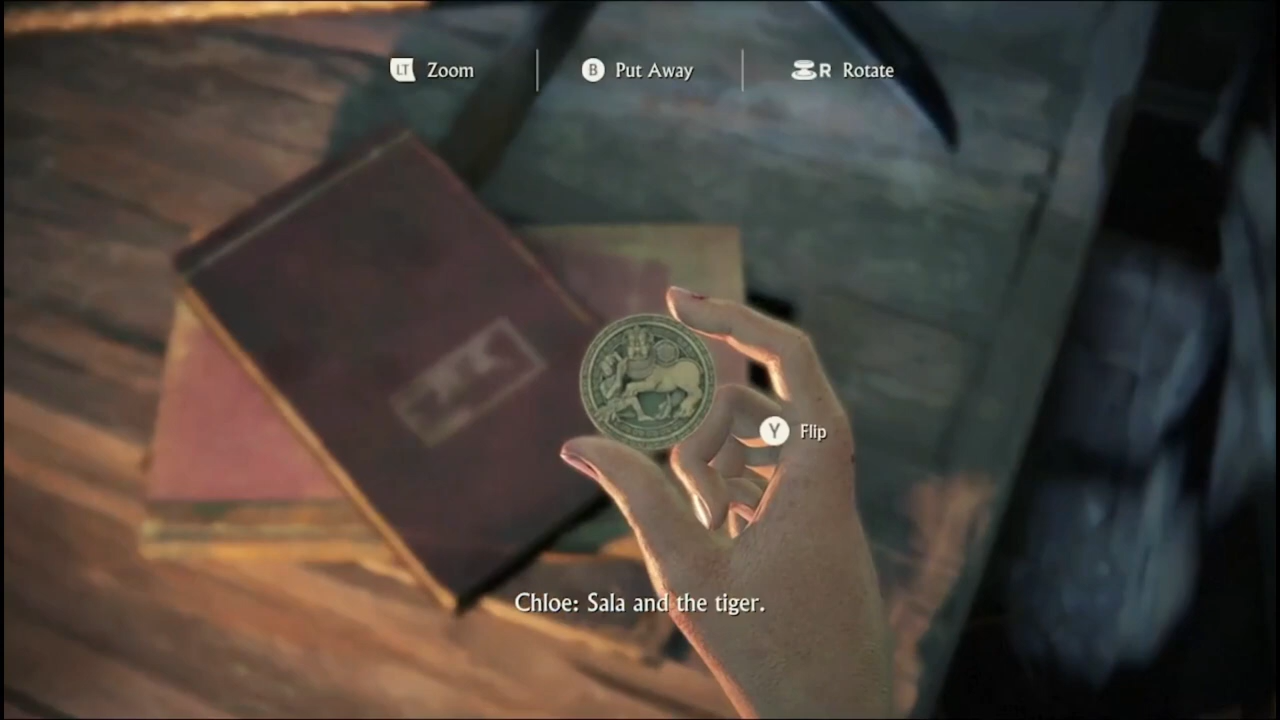 LT Zoom
B Put Away
R Rotate
Y Flip
Chloe: Sala and the tiger.